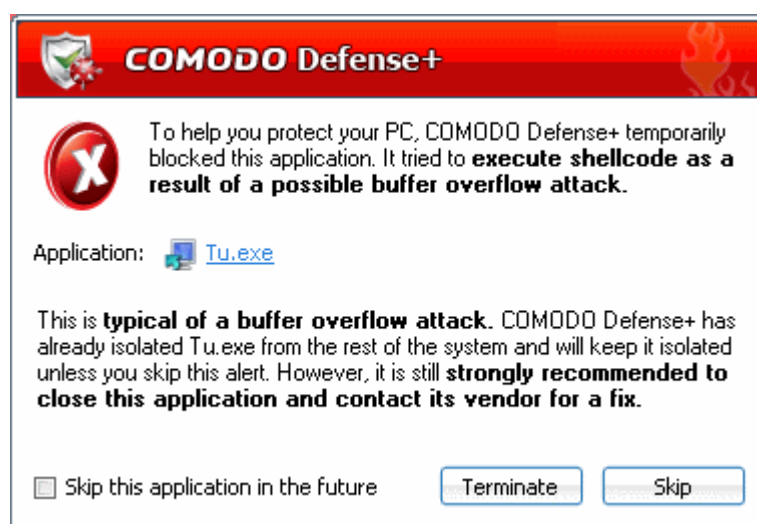 COMODO Defense+
To help you protect your PC, COMODO Defense+ temporarily
blocked this application. It tried to execute shellcode as a
result of a possible buffer overflow attack.
Application: Tu.exe
This is typical of a buffer overflow attack. COMODO Defense+ has
already isolated Tu.exe from the rest of the system and will keep it isolated
unless you skip this alert. However, it is still strongly recommended to
close this application and contact its vendor for a fix.
Skip this application in the future Terminate Skip